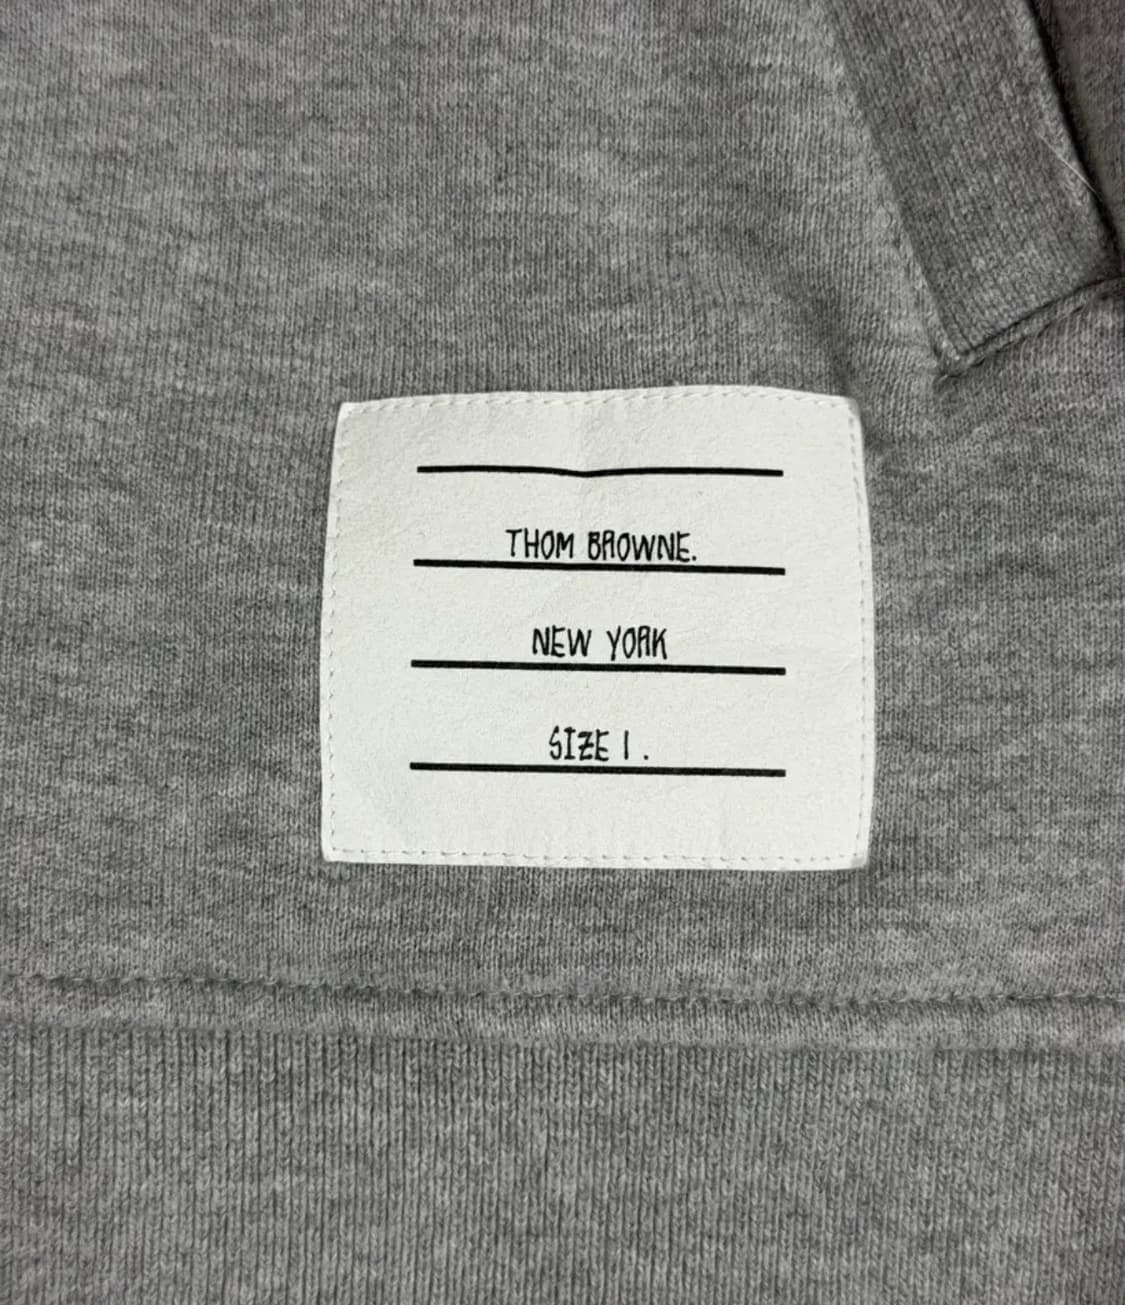 THOM BROWNE.
NEW YORK
SIZE 1.